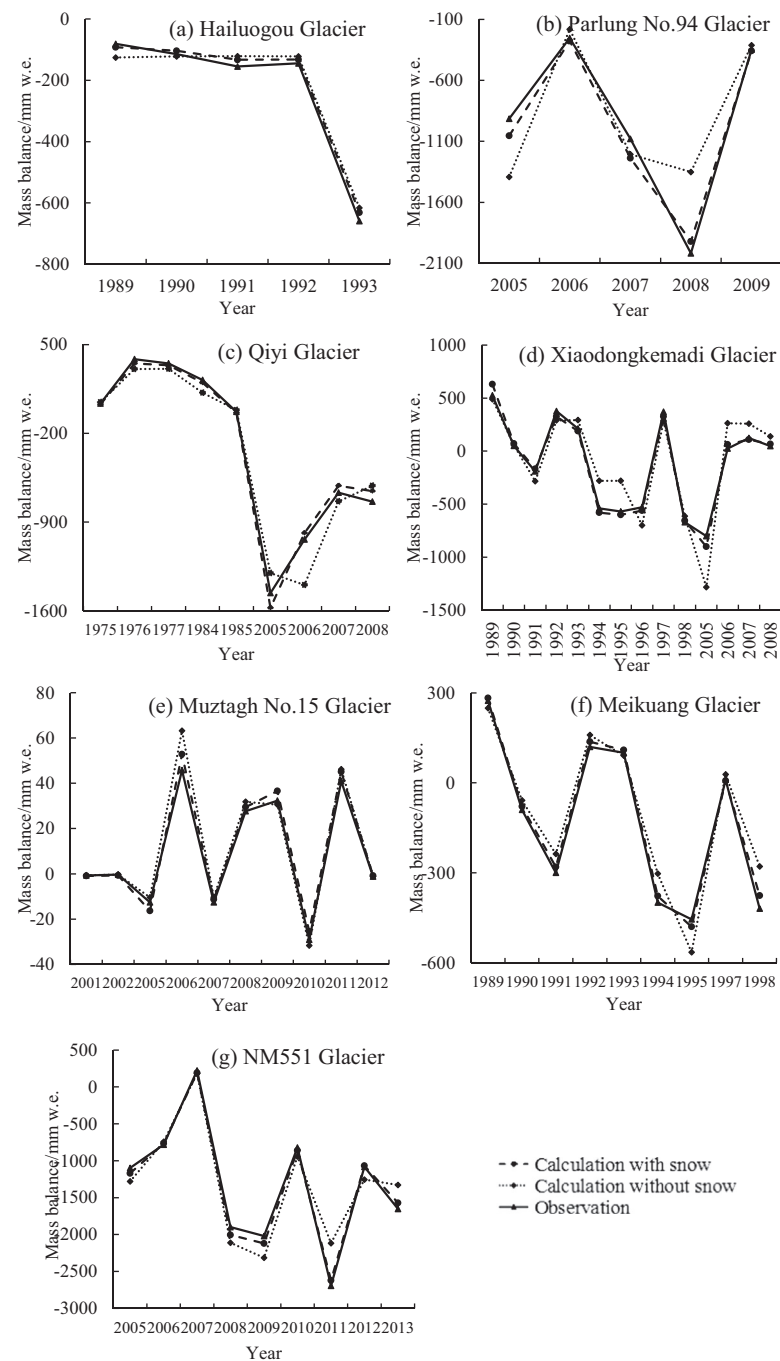 (a) Hailuogou Glacier
Mass balance/mm w.e.
0
-200
-400
-600
-800
1989 1990 1991 1992 1993
Year
(b) Parlung No.94 Glacier
Mass balance/mm w.e.
-100
-600
-1100
-1600
-2100
2005 2006 2007 2008 2009
Year
(c) Qiyi Glacier
Mass balance/mm w.e.
500
-200
-900
-1600
1975 1976 1977 1984 1985 2005 2006 2007 2008
Year
(d) Xiaodongkemadi Glacier
Mass balance/mm w.e.
1000
500
0
-500
-1000
-1500
1989 1990 1991 1992 1993 1994 1995 1996 1997 1998 2005 2006 2007 2008
Year
(e) Muztagh No.15 Glacier
Mass balance/mm w.e.
80
60
40
20
0
-20
-40
2001 2002 2005 2006 2007 2008 2009 2010 2011 2012
Year
(f) Meikuang Glacier
Mass balance/mm w.e.
300
0
-300
-600
1989 1990 1991 1992 1993 1994 1995 1997 1998
Year
(g) NM551 Glacier
Mass balance/mm w.e.
500
0
-500
-1000
-1500
-2000
-2500
-3000
2005 2006 2007 2008 2009 2010 2011 2012 2013
Year
Calculation with snow
Calculation without snow
Observation